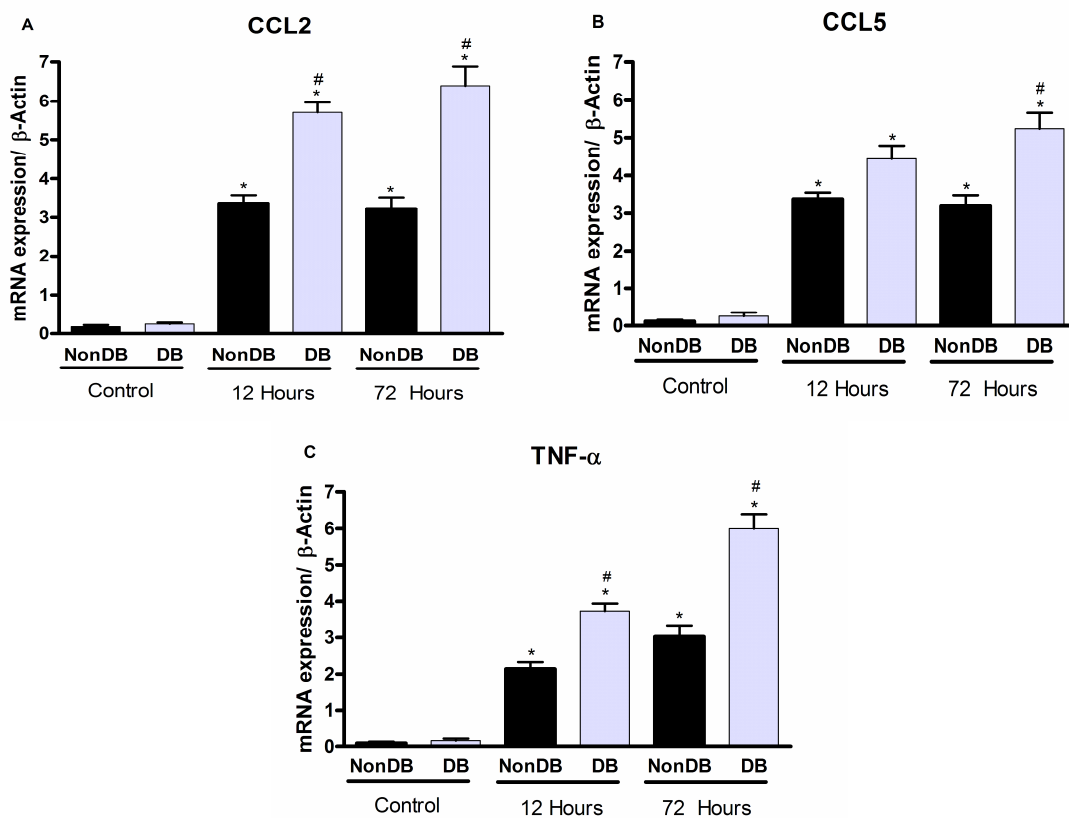 A
CCL2
mRNA expression/ β-Actin
7
6
5
4
3
2
1
0
* * # * * #
NonDB DB NonDB DB NonDB DB
Control 12 Hours 72 Hours
B
CCL5
mRNA expression/ β-Actin
7
6
5
4
3
2
1
0
* * * * #
NonDB DB NonDB DB NonDB DB
Control 12 Hours 72 Hours
C
TNF-α
mRNA expression/ β-Actin
7
6
5
4
3
2
1
0
* * # * * #
NonDB DB NonDB DB NonDB DB
Control 12 Hours 72 Hours